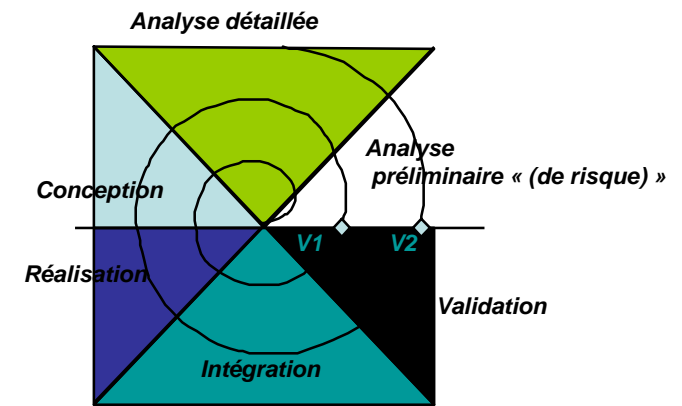 Analyse détaillée
Analyse
préliminaire « (de risque) »
Conception
V1
V2
Réalisation
Validation
Intégration